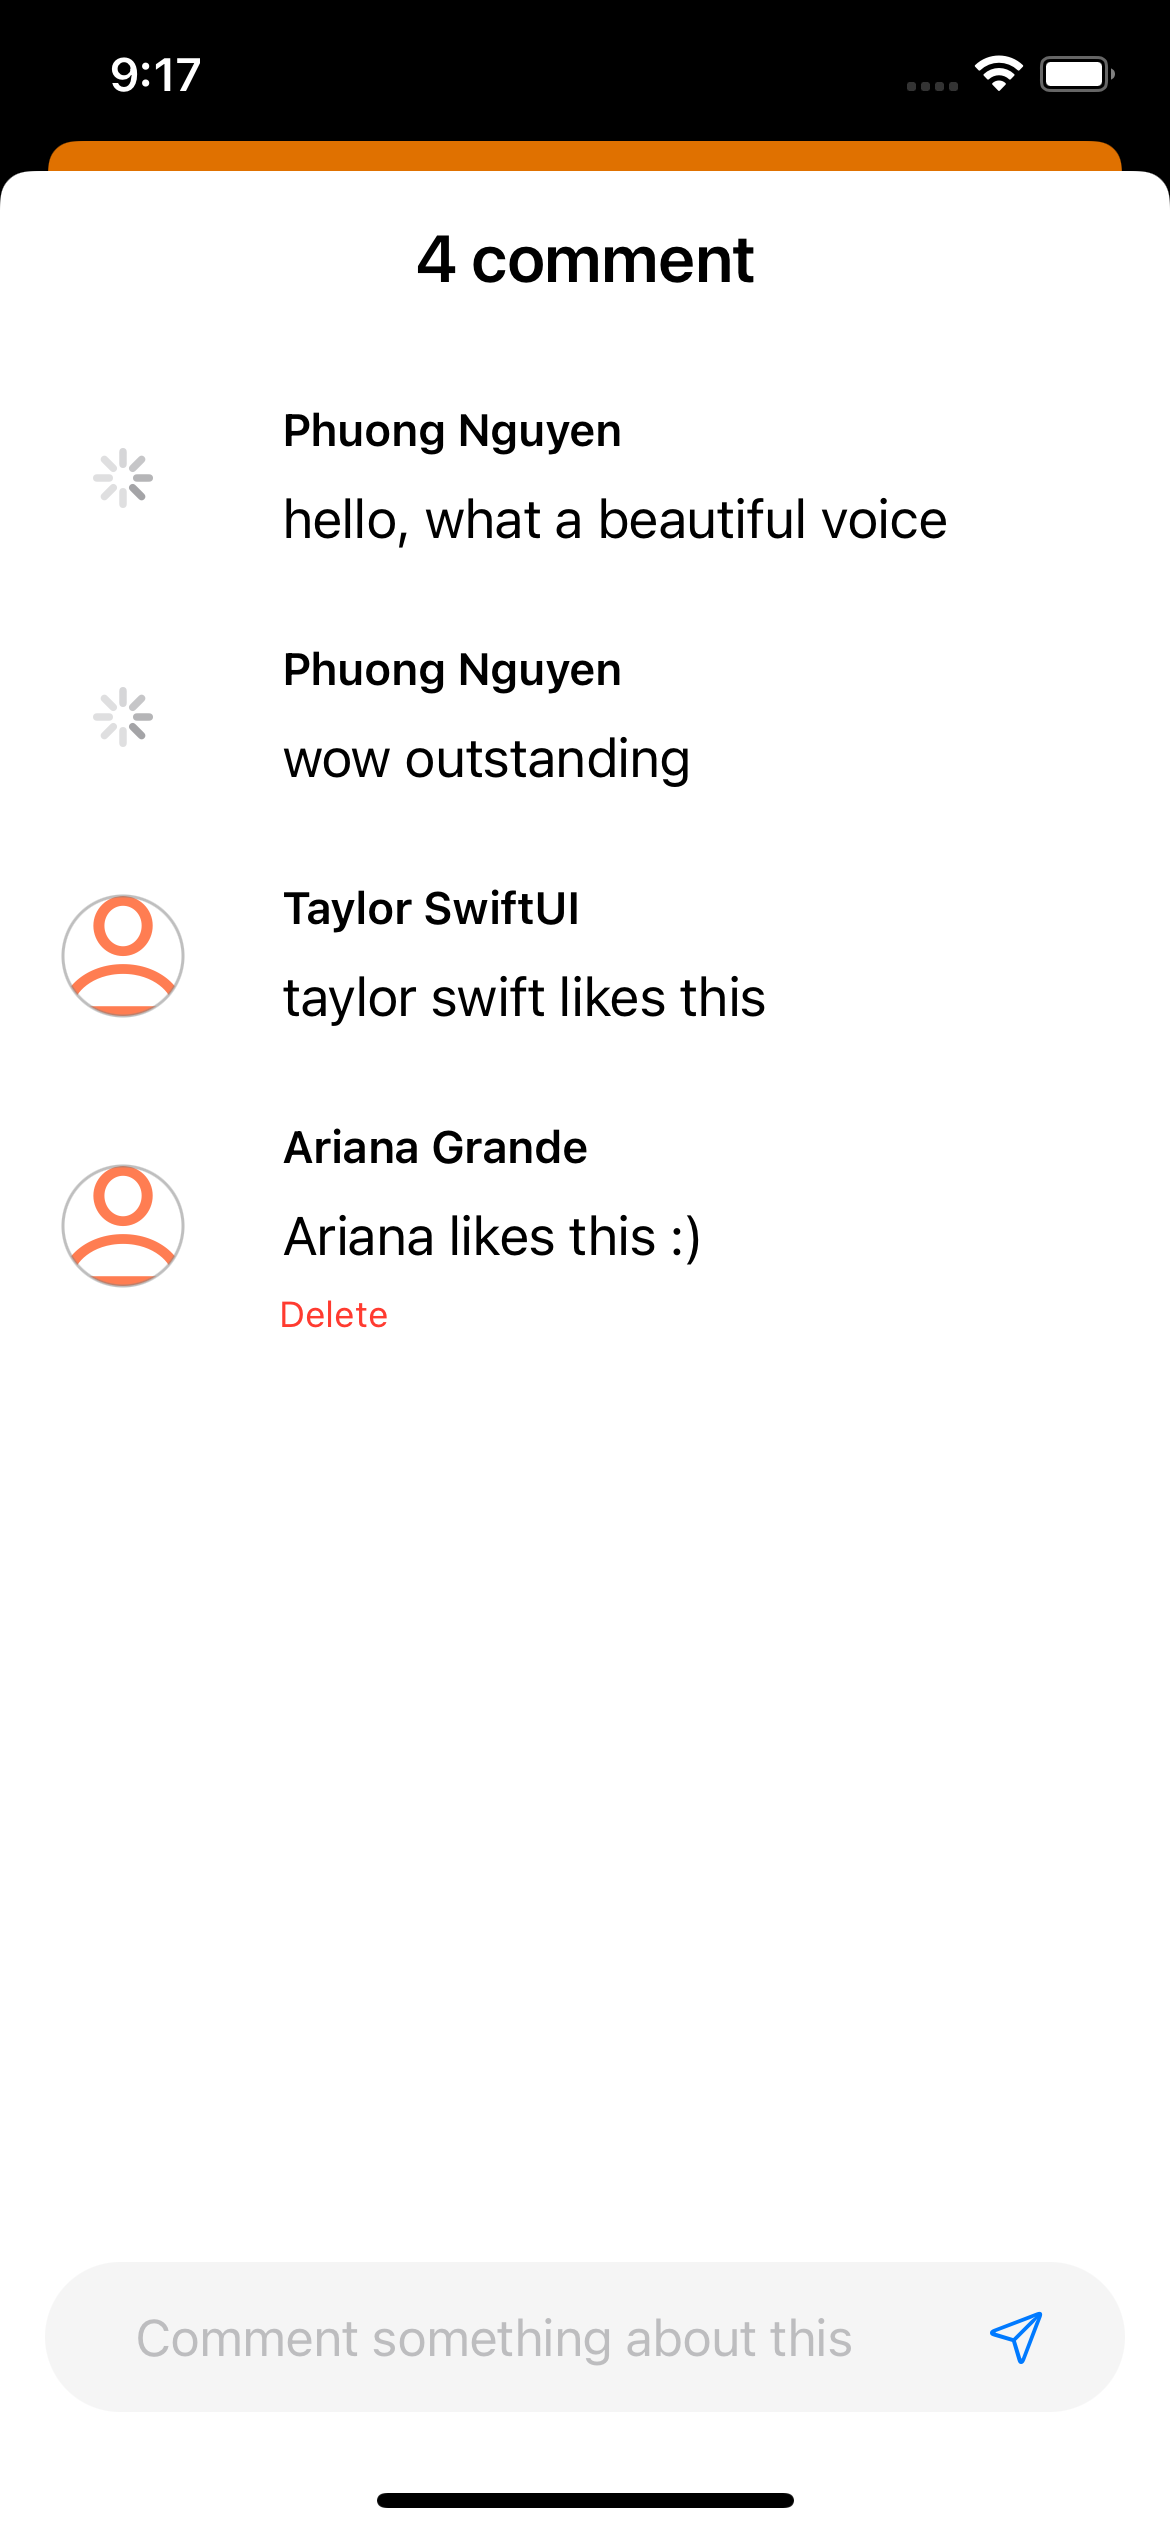 9:17
4 comment
Phuong Nguyen
hello, what a beautiful voice
Phuong Nguyen
wow outstanding
Taylor SwiftUI
taylor swift likes this
Ariana Grande
Ariana likes this :)
Delete
Comment something about this